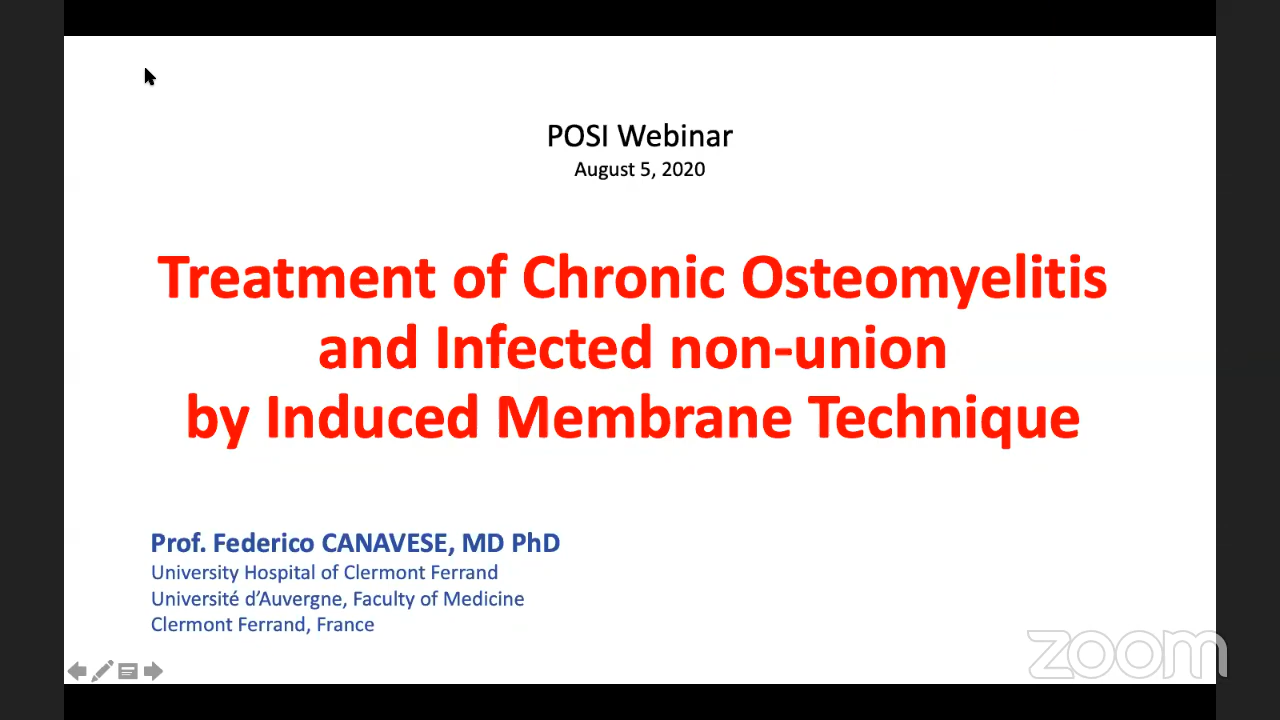 POSI Webinar
August 5, 2020
Treatment of Chronic Osteomyelitis
and Infected non-union
by Induced Membrane Technique
Prof. Federico CANAVESE, MD PhD
University Hospital of Clermont Ferrand
Université d’Auvergne, Faculty of Medicine
Clermont Ferrand, France
zoom